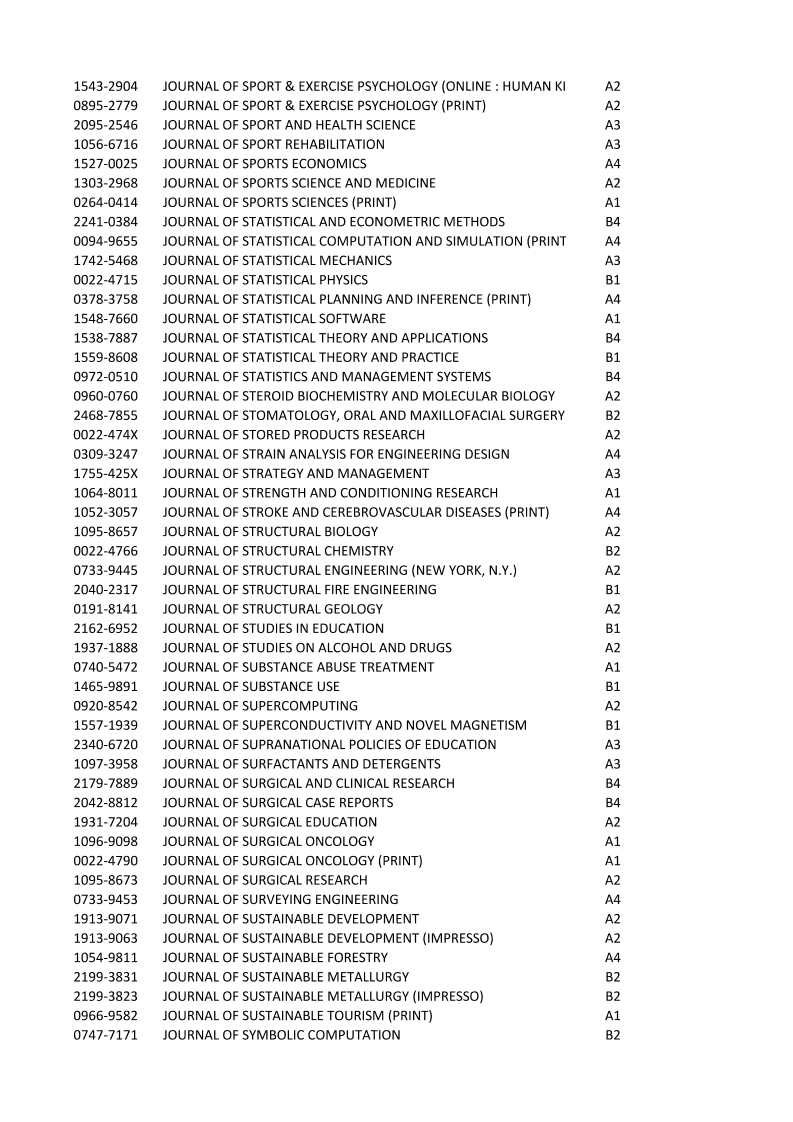 1543-2904 JOURNAL OF SPORT & EXERCISE PSYCHOLOGY (ONLINE : HUMAN KI A2
0895-2779 JOURNAL OF SPORT & EXERCISE PSYCHOLOGY (PRINT) A2
2095-2546 JOURNAL OF SPORT AND HEALTH SCIENCE A3
1056-6716 JOURNAL OF SPORT REHABILITATION A3
1527-0025 JOURNAL OF SPORTS ECONOMICS A4
1303-2968 JOURNAL OF SPORTS SCIENCE AND MEDICINE A2
0264-0414 JOURNAL OF SPORTS SCIENCES (PRINT) A1
2241-0384 JOURNAL OF STATISTICAL AND ECONOMETRIC METHODS B4
0094-9655 JOURNAL OF STATISTICAL COMPUTATION AND SIMULATION (PRINT A4
1742-5468 JOURNAL OF STATISTICAL MECHANICS A3
0022-4715 JOURNAL OF STATISTICAL PHYSICS B1
0378-3758 JOURNAL OF STATISTICAL PLANNING AND INFERENCE (PRINT) A4
1548-7660 JOURNAL OF STATISTICAL SOFTWARE A1
1538-7887 JOURNAL OF STATISTICAL THEORY AND APPLICATIONS B4
1559-8608 JOURNAL OF STATISTICAL THEORY AND PRACTICE B1
0972-0510 JOURNAL OF STATISTICS AND MANAGEMENT SYSTEMS B4
0960-0760 JOURNAL OF STEROID BIOCHEMISTRY AND MOLECULAR BIOLOGY A2
2468-7855 JOURNAL OF STOMATOLOGY, ORAL AND MAXILLOFACIAL SURGERY B2
0022-474X JOURNAL OF STORED PRODUCTS RESEARCH A2
0309-3247 JOURNAL OF STRAIN ANALYSIS FOR ENGINEERING DESIGN A4
1755-425X JOURNAL OF STRATEGY AND MANAGEMENT A3
1064-8011 JOURNAL OF STRENGTH AND CONDITIONING RESEARCH A1
1052-3057 JOURNAL OF STROKE AND CEREBROVASCULAR DISEASES (PRINT) A4
1095-8657 JOURNAL OF STRUCTURAL BIOLOGY A2
0022-4766 JOURNAL OF STRUCTURAL CHEMISTRY B2
0733-9445 JOURNAL OF STRUCTURAL ENGINEERING (NEW YORK, N.Y.) A2
2040-2317 JOURNAL OF STRUCTURAL FIRE ENGINEERING B1
0191-8141 JOURNAL OF STRUCTURAL GEOLOGY A2
2162-6952 JOURNAL OF STUDIES IN EDUCATION B1
1937-1888 JOURNAL OF STUDIES ON ALCOHOL AND DRUGS A2
0740-5472 JOURNAL OF SUBSTANCE ABUSE TREATMENT A1
1465-9891 JOURNAL OF SUBSTANCE USE B1
0920-8542 JOURNAL OF SUPERCOMPUTING A2
1557-1939 JOURNAL OF SUPERCONDUCTIVITY AND NOVEL MAGNETISM B1
2340-6720 JOURNAL OF SUPRANATIONAL POLICIES OF EDUCATION A3
1097-3958 JOURNAL OF SURFACTANTS AND DETERGENTS A3
2179-7889 JOURNAL OF SURGICAL AND CLINICAL RESEARCH B4
2042-8812 JOURNAL OF SURGICAL CASE REPORTS B4
1931-7204 JOURNAL OF SURGICAL EDUCATION A2
1096-9098 JOURNAL OF SURGICAL ONCOLOGY A1
0022-4790 JOURNAL OF SURGICAL ONCOLOGY (PRINT) A1
1095-8673 JOURNAL OF SURGICAL RESEARCH A2
0733-9453 JOURNAL OF SURVEYING ENGINEERING A4
1913-9071 JOURNAL OF SUSTAINABLE DEVELOPMENT A2
1913-9063 JOURNAL OF SUSTAINABLE DEVELOPMENT (IMPRESSO) A2
1054-9811 JOURNAL OF SUSTAINABLE FORESTRY A4
2199-3831 JOURNAL OF SUSTAINABLE METALLURGY B2
2199-3823 JOURNAL OF SUSTAINABLE METALLURGY (IMPRESSO) B2
0966-9582 JOURNAL OF SUSTAINABLE TOURISM (PRINT) A1
0747-7171 JOURNAL OF SYMBOLIC COMPUTATION B2